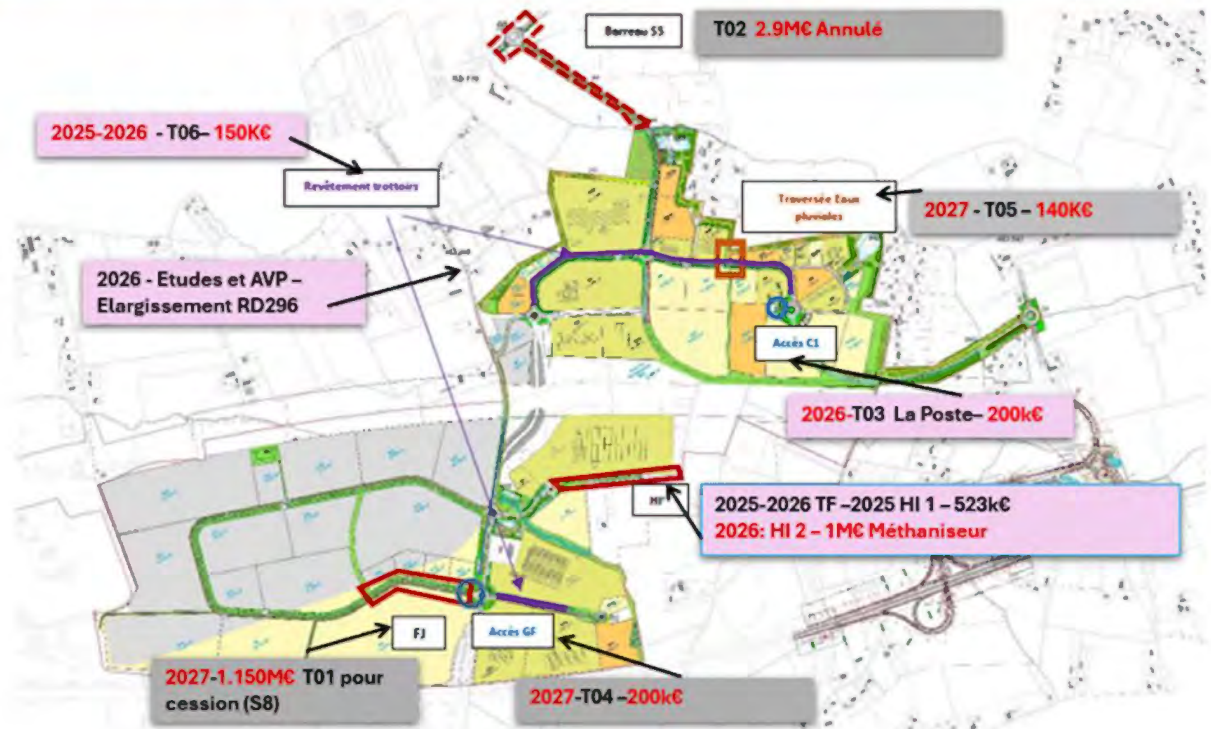 Barreau S5
T02 2.9M€ Annulé
2025-2026 - T06– 150K€
Revêtement trottoirs
Traversée Eaux
pluviales
2027 - T05 – 140K€
2026 - Etudes et AVP –
Elargissement RD296
Accès C1
2026-T03 La Poste– 200k€
HI
2025-2026 TF –2025 HI 1 – 523k€
2026: HI 2 – 1M€ Méthaniseur
FJ
Accès GF
2027-1.150M€ T01 pour
cession (S8)
2027-T04 –200k€